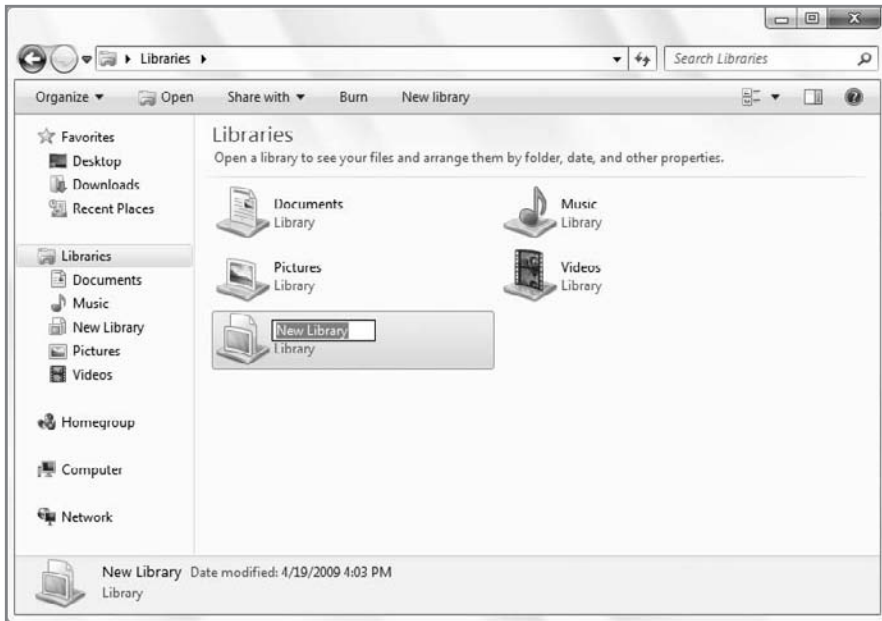 Libraries
Search Libraries
Organize Open Share with Burn New library
Favorites
Desktop
Downloads
Recent Places
Libraries
Documents
Music
New Library
Pictures
Videos
Homegroup
Computer
Network
Libraries
Open a library to see your files and arrange them by folder, date, and other properties.
Documents
Library
Music
Library
Pictures
Library
Videos
Library
New Library
Library
New Library Date modified: 4/19/2009 4:03 PM
Library